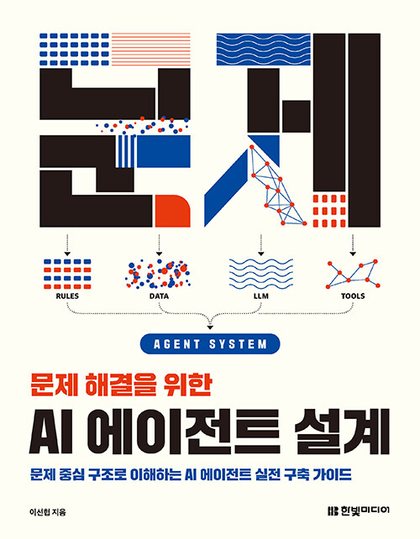 문제
RULES DATA LLM TOOLS
AGENT SYSTEM
문제 해결을 위한
AI 에이전트 설계
문제 중심 구조로 이해하는 AI 에이전트 실전 구축 가이드
이선협 지음
한빛미디어